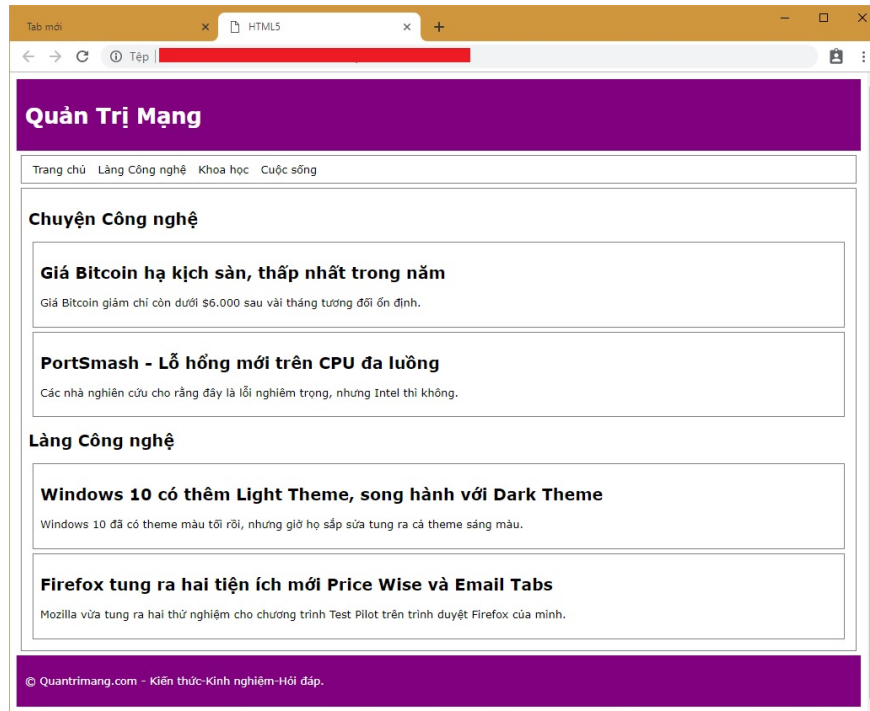 Tab mới
HTML5
Tệp
Quản Trị Mạng
Trang chủ Làng Công nghệ Khoa học Cuộc sống
Chuyện Công nghệ
Giá Bitcoin hạ kịch sàn, thấp nhất trong năm
Giá Bitcoin giảm chỉ còn dưới $6.000 sau vài tháng tương đối ổn định.
PortSmash - Lỗ hổng mới trên CPU đa luồng
Các nhà nghiên cứu cho rằng đây là lỗi nghiêm trọng, nhưng Intel thì không.
Làng Công nghệ
Windows 10 có thêm Light Theme, song hành với Dark Theme
Windows 10 đã có theme màu tối rồi, nhưng giờ họ sắp sửa tung ra cả theme sáng màu.
Firefox tung ra hai tiện ích mới Price Wise và Email Tabs
Mozilla vừa tung ra hai thử nghiệm cho chương trình Test Pilot trên trình duyệt Firefox của mình.
© Quantrimang.com - Kiến thức-Kinh nghiệm-Hỏi đáp.